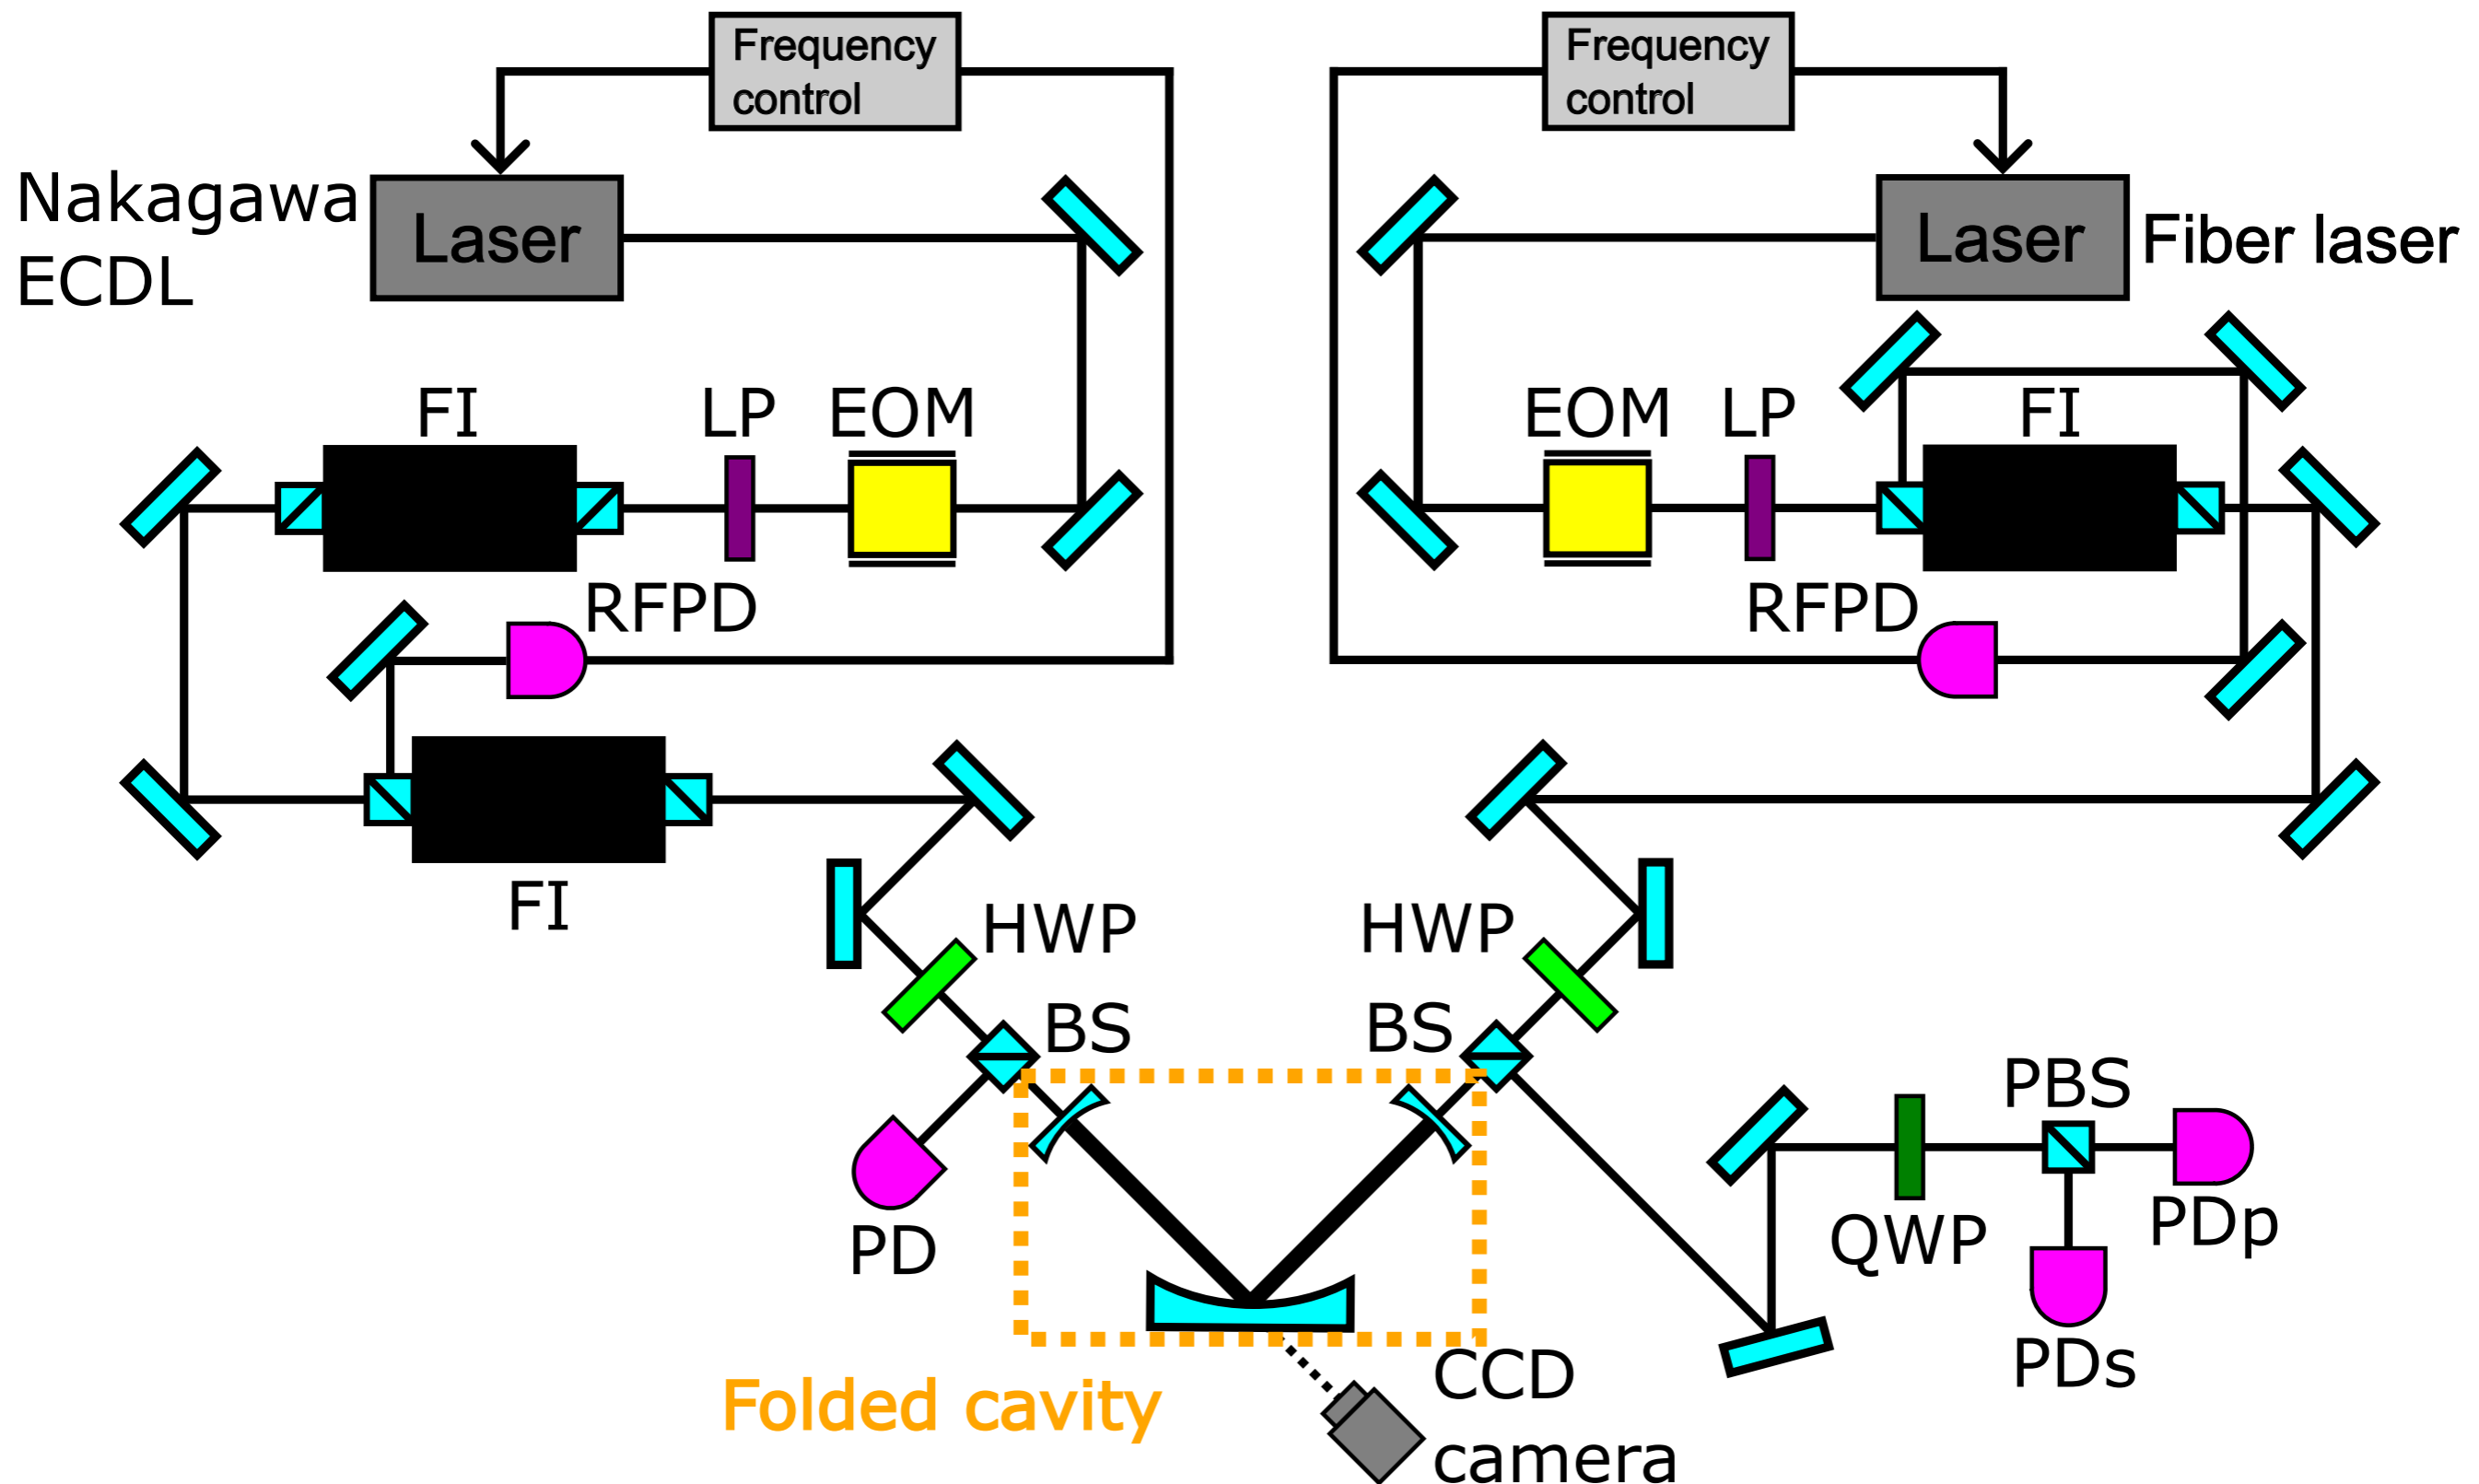 Frequency
control
Frequency
control
Nakagawa
ECDL
Laser
Laser
Fiber laser
FI
LP
EOM
EOM
LP
FI
RFPD
RFPD
FI
HWP
HWP
BS
BS
PBS
PD
QWP
PDp
PDs
CCD
camera
Folded cavity